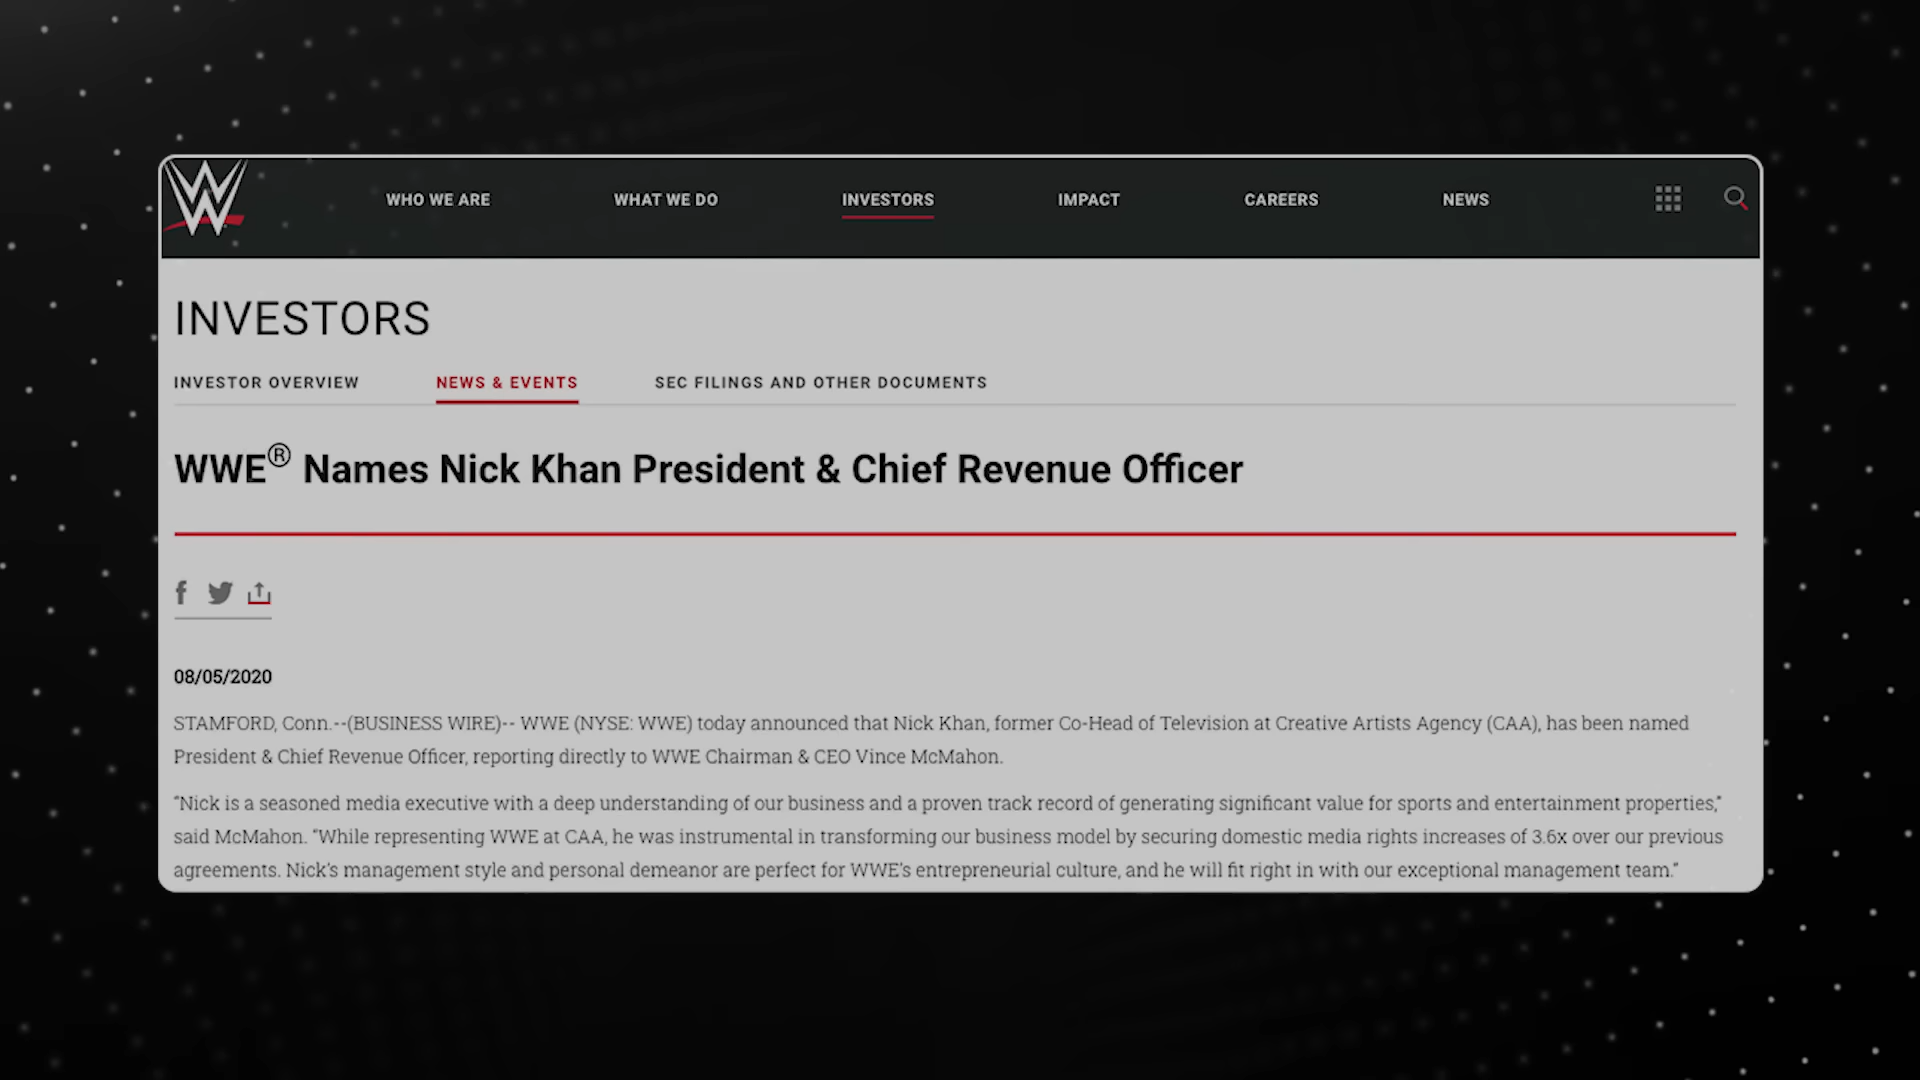 W
WHO WE ARE WHAT WE DO INVESTORS IMPACT CAREERS NEWS
INVESTORS
INVESTOR OVERVIEW NEWS & EVENTS SEC FILINGS AND OTHER DOCUMENTS
WWE® Names Nick Khan President & Chief Revenue Officer
08/05/2020
STAMFORD, Conn.--(BUSINESS WIRE)-- WWE (NYSE: WWE) today announced that Nick Khan, former Co-Head of Television at Creative Artists Agency (CAA), has been named
President & Chief Revenue Officer, reporting directly to WWE Chairman & CEO Vince McMahon.
“Nick is a seasoned media executive with a deep understanding of our business and a proven track record of generating significant value for sports and entertainment properties,”
said McMahon. “While representing WWE at CAA, he was instrumental in transforming our business model by securing domestic media rights increases of 3.6x over our previous
agreements. Nick’s management style and personal demeanor are perfect for WWE’s entrepreneurial culture, and he will fit right in with our exceptional management team.”